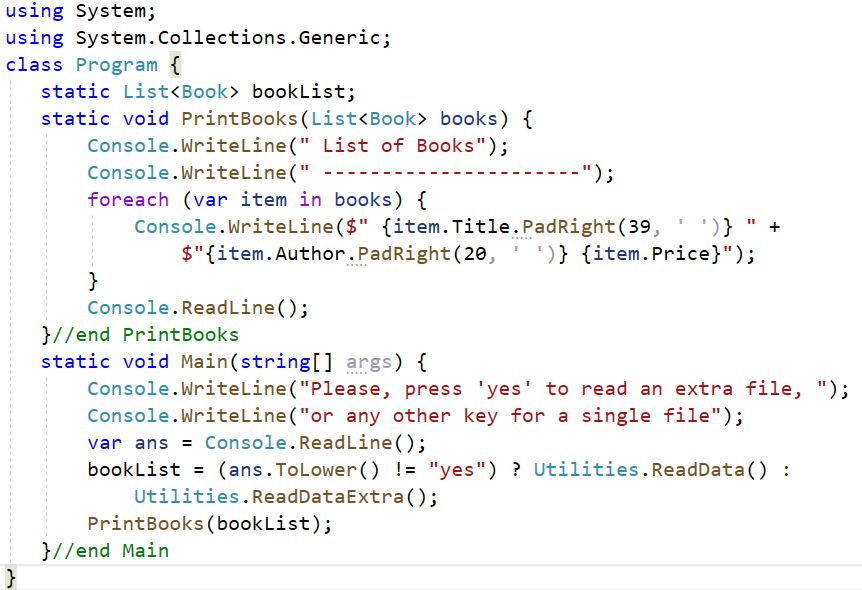 using System;
using System.Collections.Generic;
class Program {
static List<Book> bookList;
static void PrintBooks(List<Book> books) {
Console.WriteLine(" List of Books");
Console.WriteLine(" ----------------------");
foreach (var item in books) {
Console.WriteLine($" {item.Title.PadRight(39, ' ')} " +
$"{item.Author.PadRight(20, ' ')} {item.Price}");
}
Console.ReadLine();
}//end PrintBooks
static void Main(string[] args) {
Console.WriteLine("Please, press 'yes' to read an extra file, ");
Console.WriteLine("or any other key for a single file");
var ans = Console.ReadLine();
bookList = (ans.ToLower() != "yes") ? Utilities.ReadData() :
Utilities.ReadDataExtra();
PrintBooks(bookList);
}//end Main
}